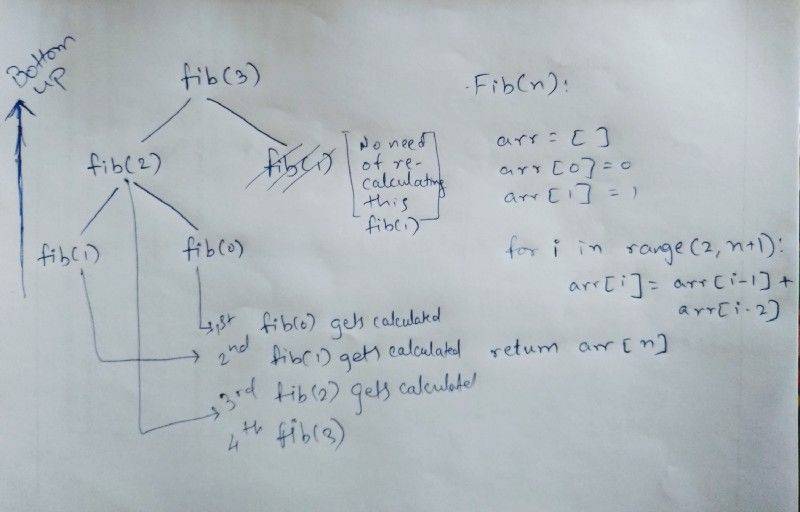 Bottom
up
fib(3)
fib(2)
fib(1)
No need
of re-
calculating
this
fib(1)
fib(1)
fib(0)
1st fib(0) gets calculated
2nd fib(1) gets calculated
3rd fib(2) gets calculated
4th fib(3)
Fib(n):
arr = [ ]
arr [0] = 0
arr [1] = 1
for i in range(2, n+1):
arr[i] = arr [i-1] +
arr[i-2]
return arr [n]